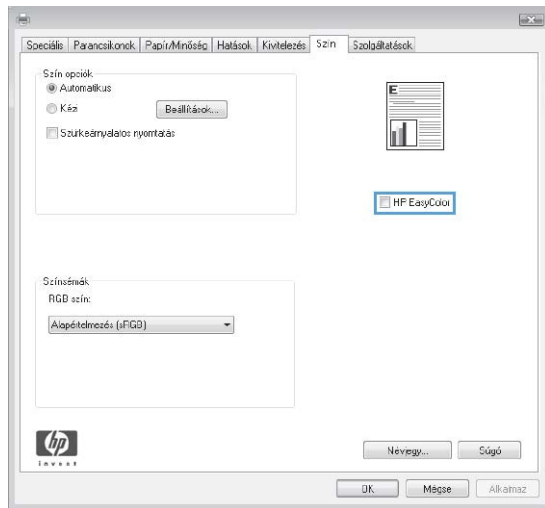 Speciális Parancsikonok Papír/Minőség Hatások Kivitelezés Szín Szolgáltatások
Szín opciók
Automatikus
Kézi Beállítások...
Szürkeárnyalatos nyomtatás
E
HP EasyColor
Színsémák
RGB szín:
Alapértelmezés (sRGB)
hp
invent
Névjegy... Súgó
OK Mégse Alkalmaz